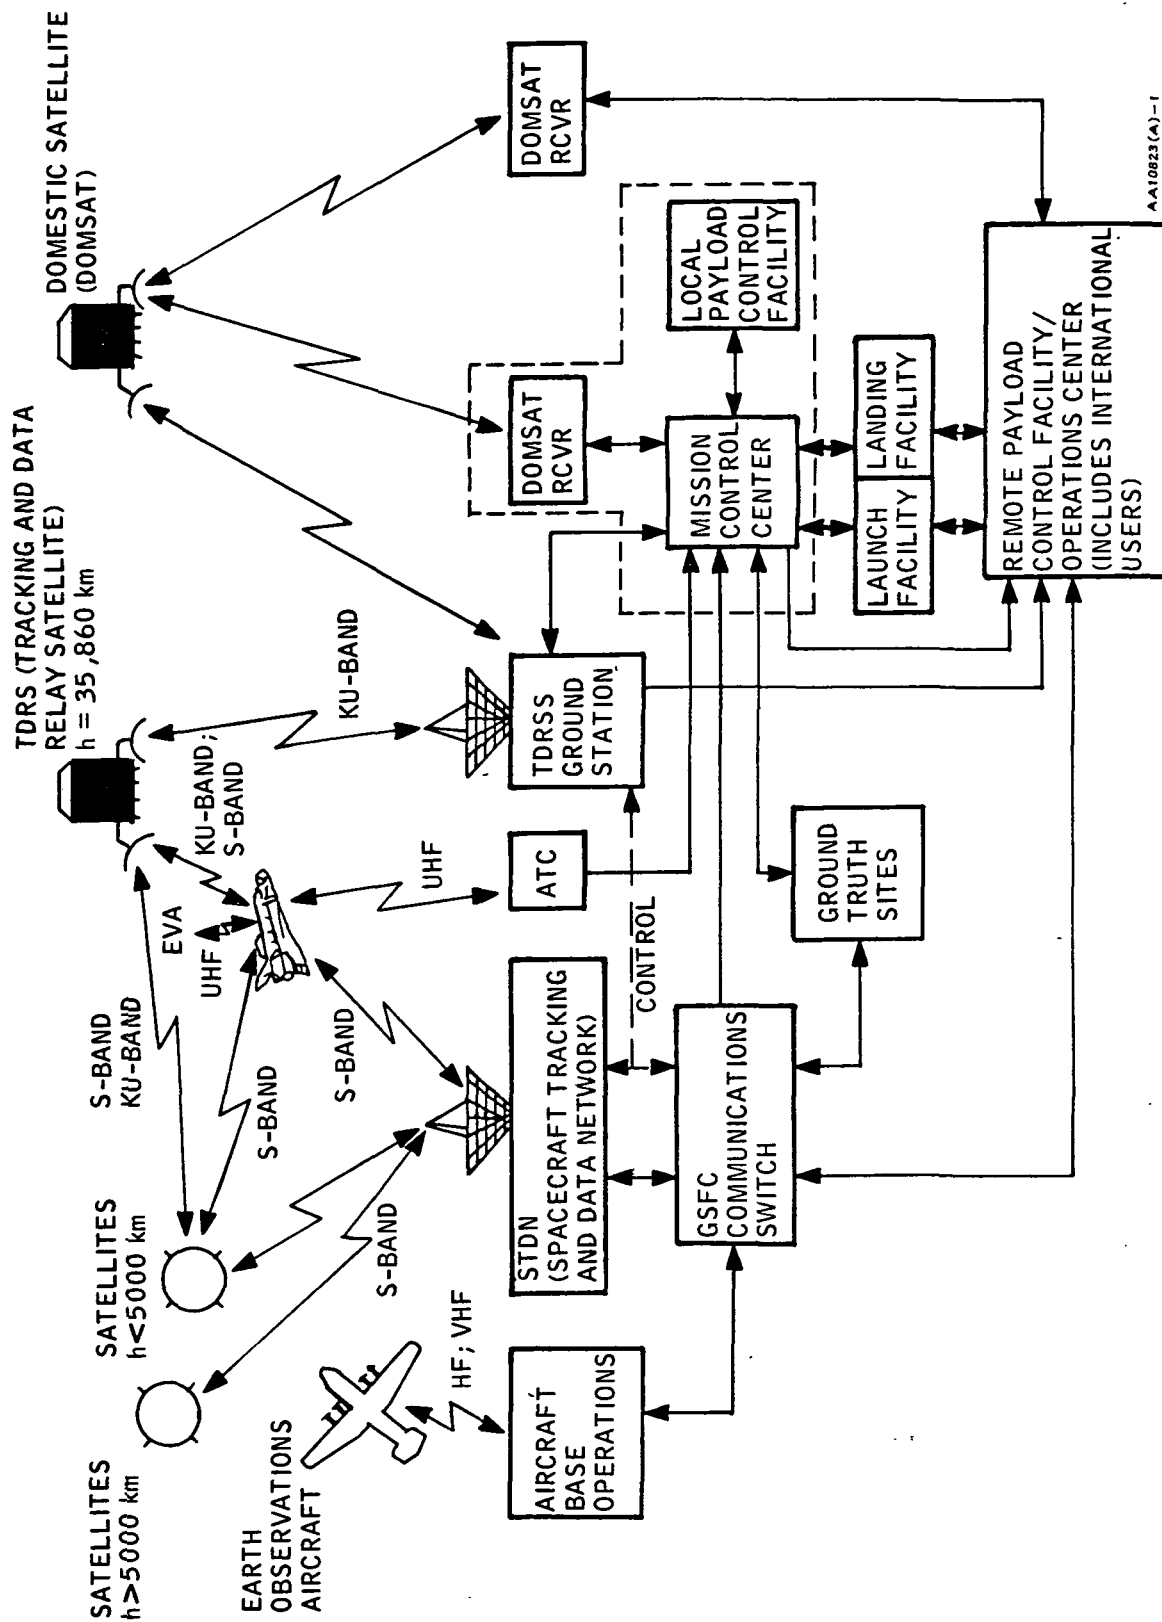 SATELLITES
h>5000 km
SATELLITES
h<5000 km
S-BAND
KU-BAND
TDRS (TRACKING AND DATA
RELAY SATELLITE)
h = 35,860 km
DOMESTIC SATELLITE
(DOMSAT)
EARTH
OBSERVATIONS
AIRCRAFT
S-BAND
UHF
EVA
KU-BAND;
S-BAND
S-BAND
S-BAND
HF; VHF
UHF
KU-BAND
AIRCRAFT
BASE
OPERATIONS
STDN
(SPACECRAFT TRACKING
AND DATA NETWORK)
ATC
TDRSS
GROUND
STATION
DOMSAT
RCVR
DOMSAT
RCVR
CONTROL
GSFC
COMMUNICATIONS
SWITCH
MISSION
CONTROL
CENTER
LOCAL
PAYLOAD
CONTROL
FACILITY
GROUND
TRUTH
SITES
LAUNCH
FACILITY
LANDING
FACILITY
REMOTE PAYLOAD
CONTROL FACILITY/
OPERATIONS CENTER
(INCLUDES INTERNATIONAL
USERS)
AA10823(A)-1